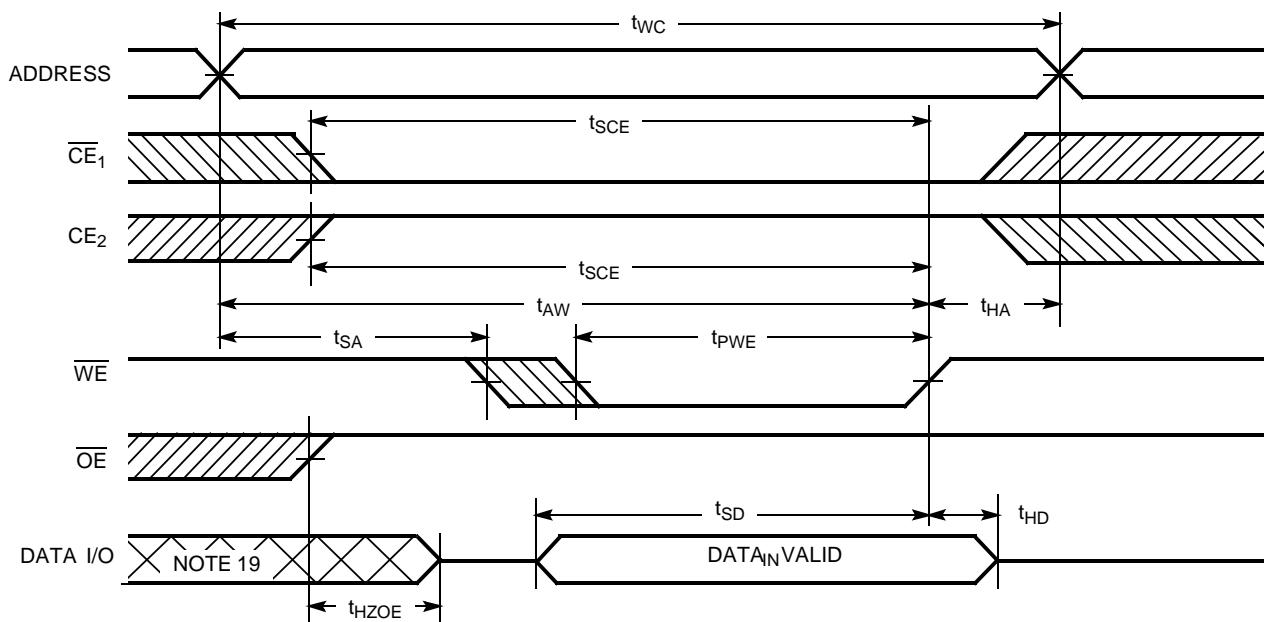 tWC
ADDRESS
tSCE
CE1
CE2
tSCE
tAW
tHA
tSA
tPWE
WE
OE
tSD
tHD
DATA I/O
NOTE 19
DATAIN VALID
tHZOE